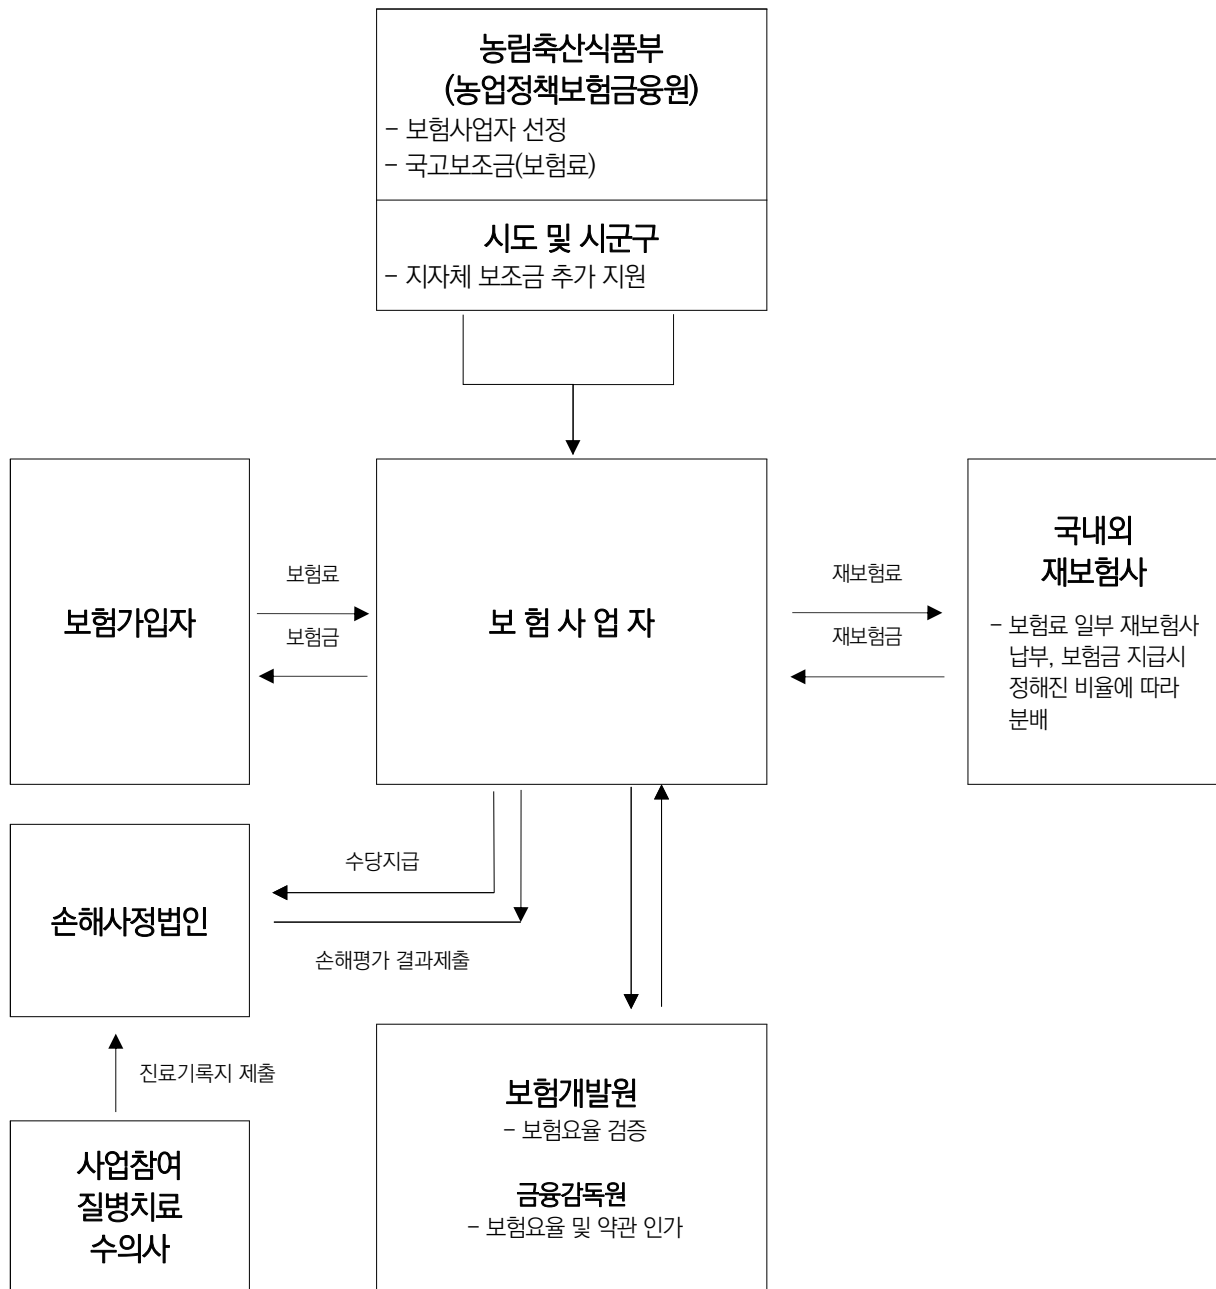 농림축산식품부
(농업정책보험금융원)
- 보험사업자 선정
- 국고보조금(보험료)
시도 및 시군구
- 지자체 보조금 추가 지원
보험가입자
보험료
보험금
보 험 사 업 자
재보험료
재보험금
국내외
재보험사
- 보험료 일부 재보험사
납부, 보험금 지급시
정해진 비율에 따라
분배
수당지급
손해사정법인
손해평가 결과제출
진료기록지 제출
사업참여
질병치료
수의사
보험개발원
- 보험요율 검증
금융감독원
- 보험요율 및 약관 인가